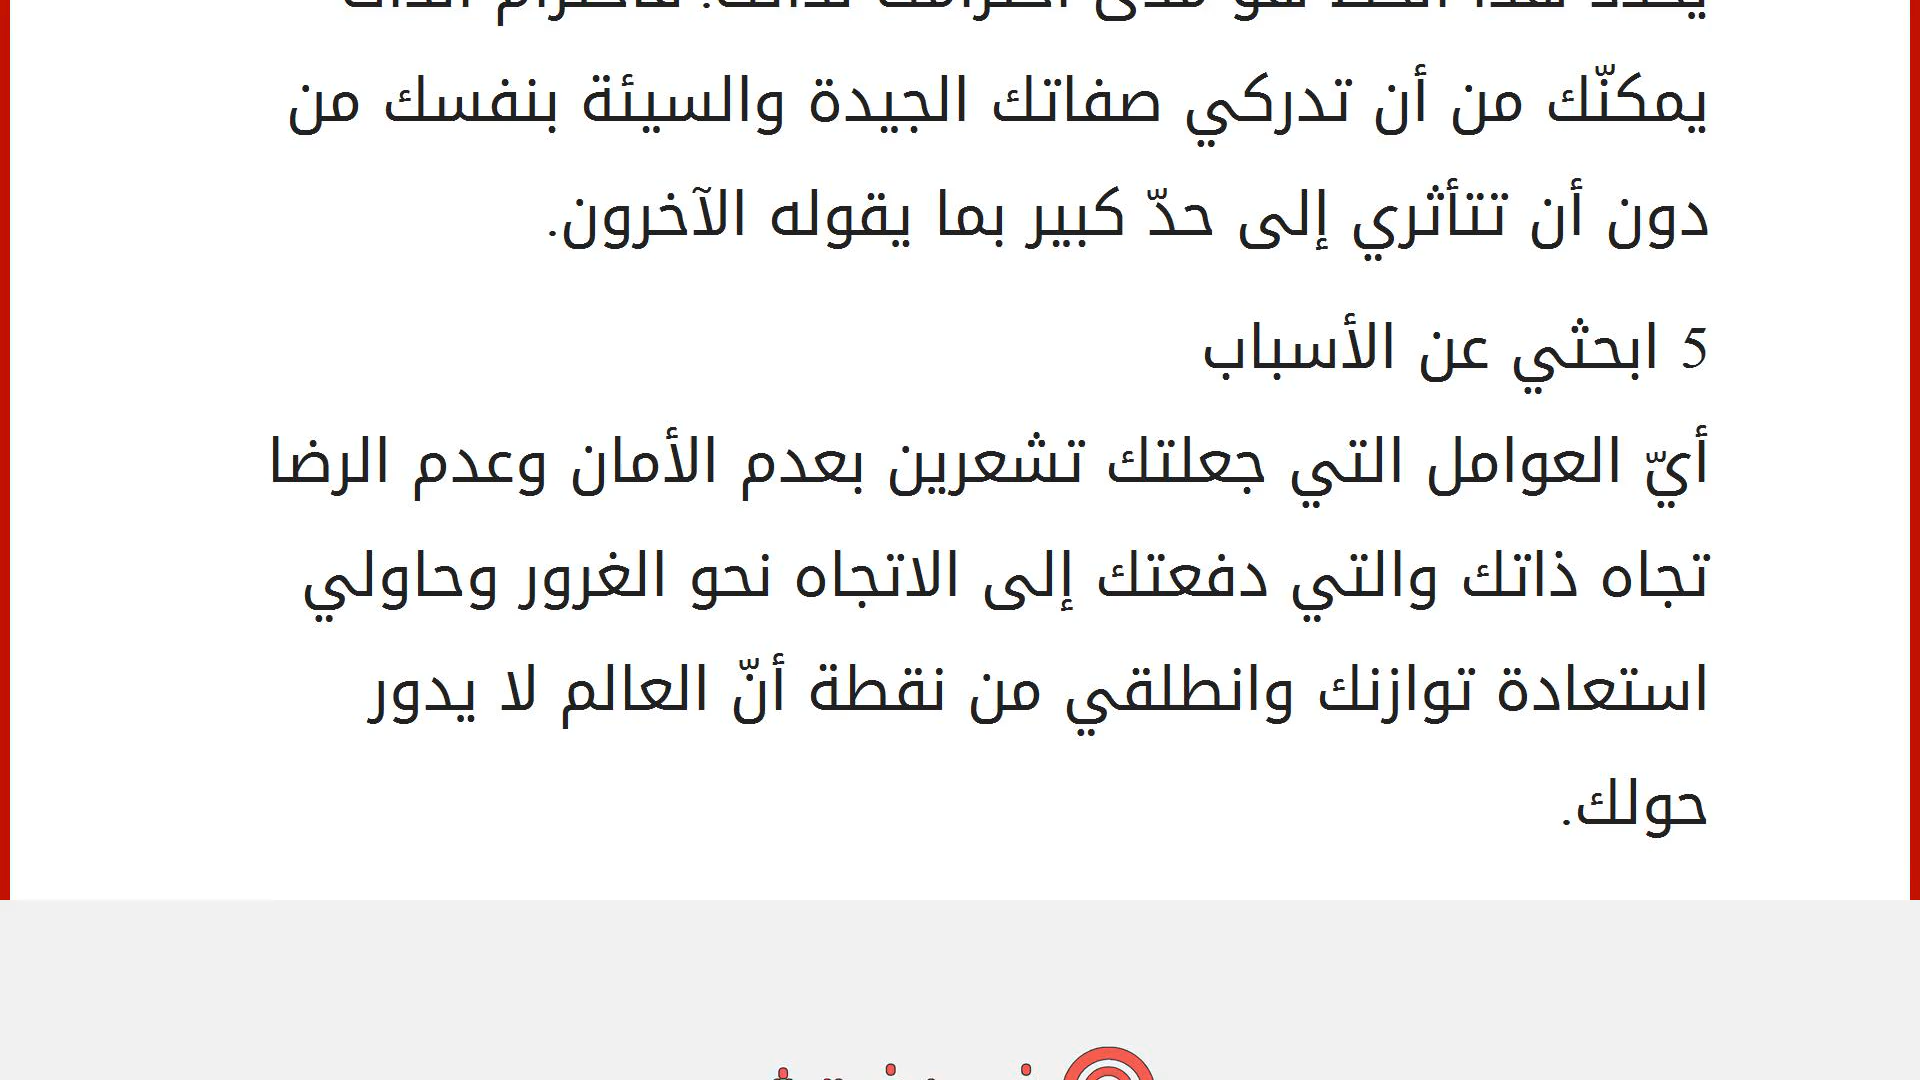 يمكنّك من أن تدركي صفاتك الجيدة والسيئة بنفسك من
دون أن تتأثري إلى حدّ كبير بما يقوله الآخرون.
5 ابحثي عن الأسباب
أيّ العوامل التي جعلتك تشعرين بعدم الأمان وعدم الرضا
تجاه ذاتك والتي دفعتك إلى الاتجاه نحو الغرور وحاولي
استعادة توازنك وانطلقي من نقطة أنّ العالم لا يدور
حولك.